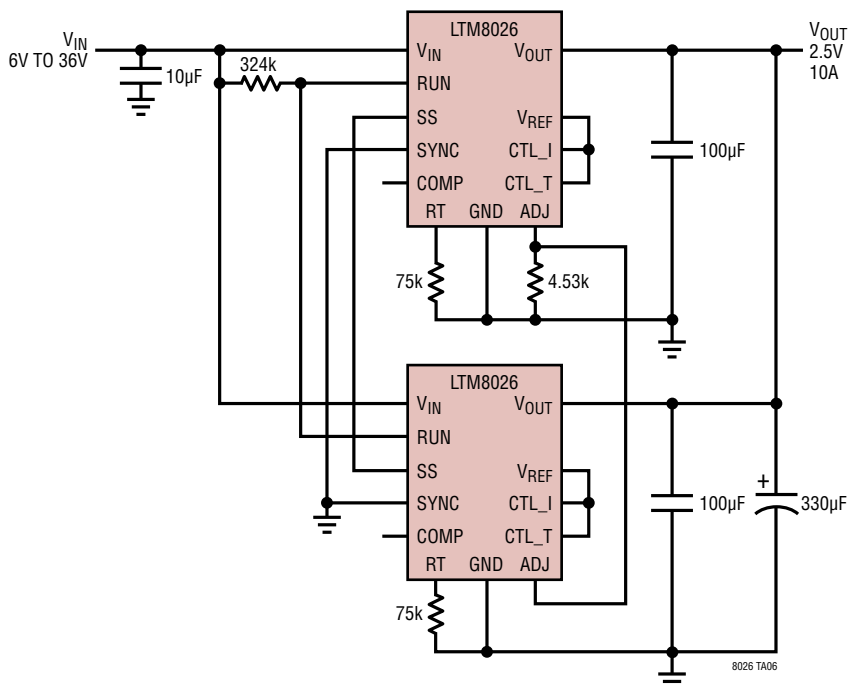 LTM8026
VIN
6V TO 36V
10µF
324k
VIN
RUN
SS
SYNC
COMP
RT
GND
ADJ
VOUT
VREF
CTL_I
CTL_T
VOUT
2.5V
10A
100µF
75k
4.53k
LTM8026
VIN
RUN
SS
SYNC
COMP
RT
GND
ADJ
VOUT
VREF
CTL_I
CTL_T
100µF
+
330µF
75k
8026 TA06